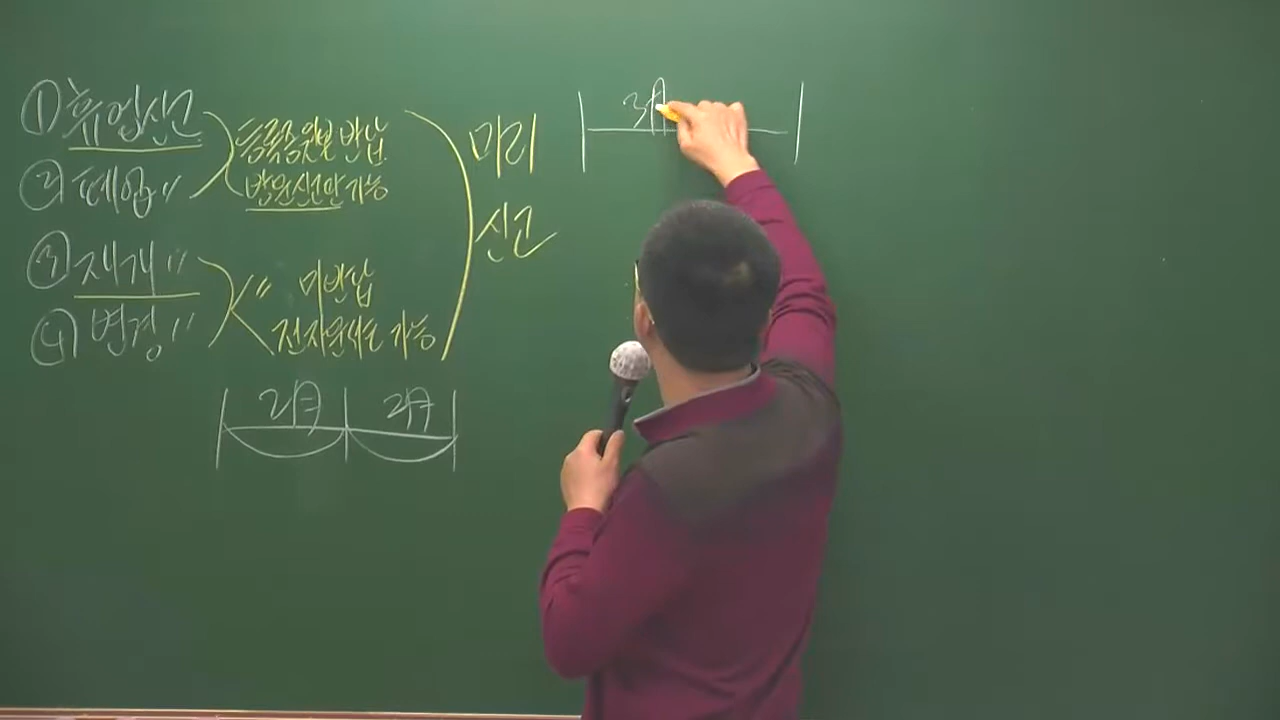 ① 휴업신
② 폐업 〃
③ 재개 〃
④ 변경 〃
등록증 원본 반납
방문신고만 가능
〃 미반납
전자문서도 가능
미리
신고
2月 2月
3月